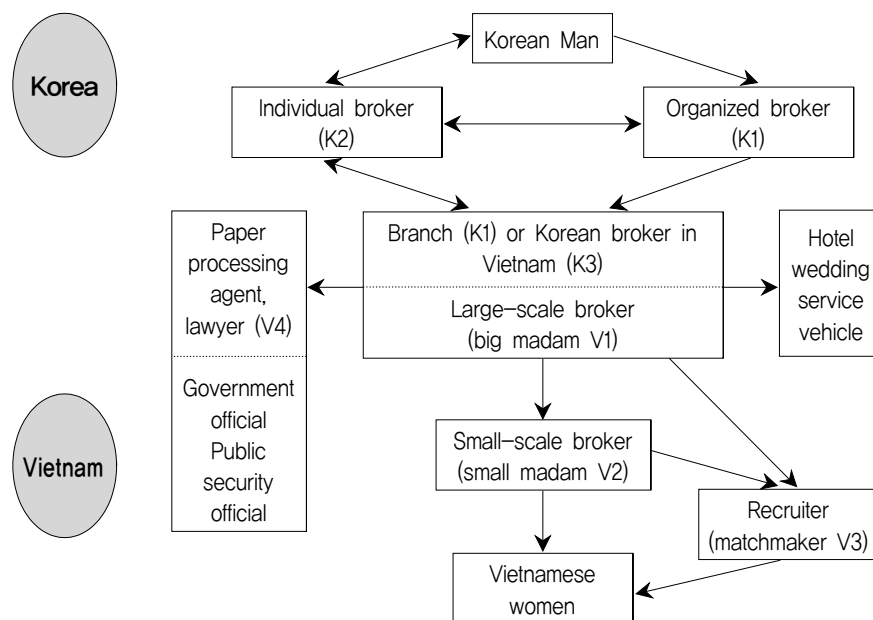 Korean Man
Korea
Individual broker
(K2)
Organized broker
(K1)
Paper
processing
agent,
lawyer (V4)
Branch (K1) or Korean broker in
Vietnam (K3)
Hotel
wedding
service
vehicle
Large-scale broker
(big madam V1)
Government
official
Public
security
official
Vietnam
Small-scale broker
(small madam V2)
Recruiter
(matchmaker V3)
Vietnamese
women